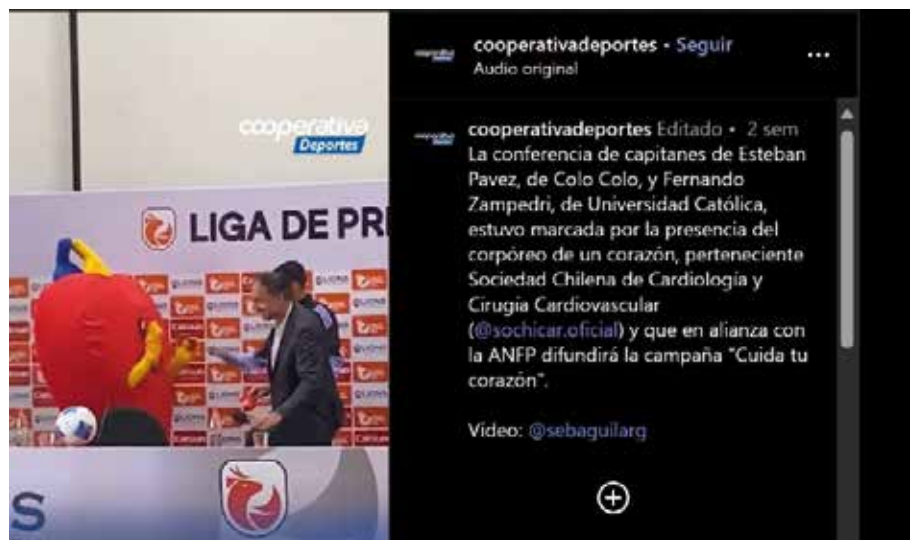 cooperativa
Deportes
LIGA DE PR
S
cooperativadeportes • Seguir
Audio original
cooperativadeportes Editado • 2 sem
La conferencia de capitanes de Esteban
Pavez, de Colo Colo, y Fernando
Zampedri, de Universidad Católica,
estuvo marcada por la presencia del
corpóreo de un corazón, perteneciente
Sociedad Chilena de Cardiología y
Cirugía Cardiovascular
(@sochicar.oficial) y que en alianza con
la ANFP difundirá la campaña "Cuida tu
corazón".
Video: @sebaguilarg